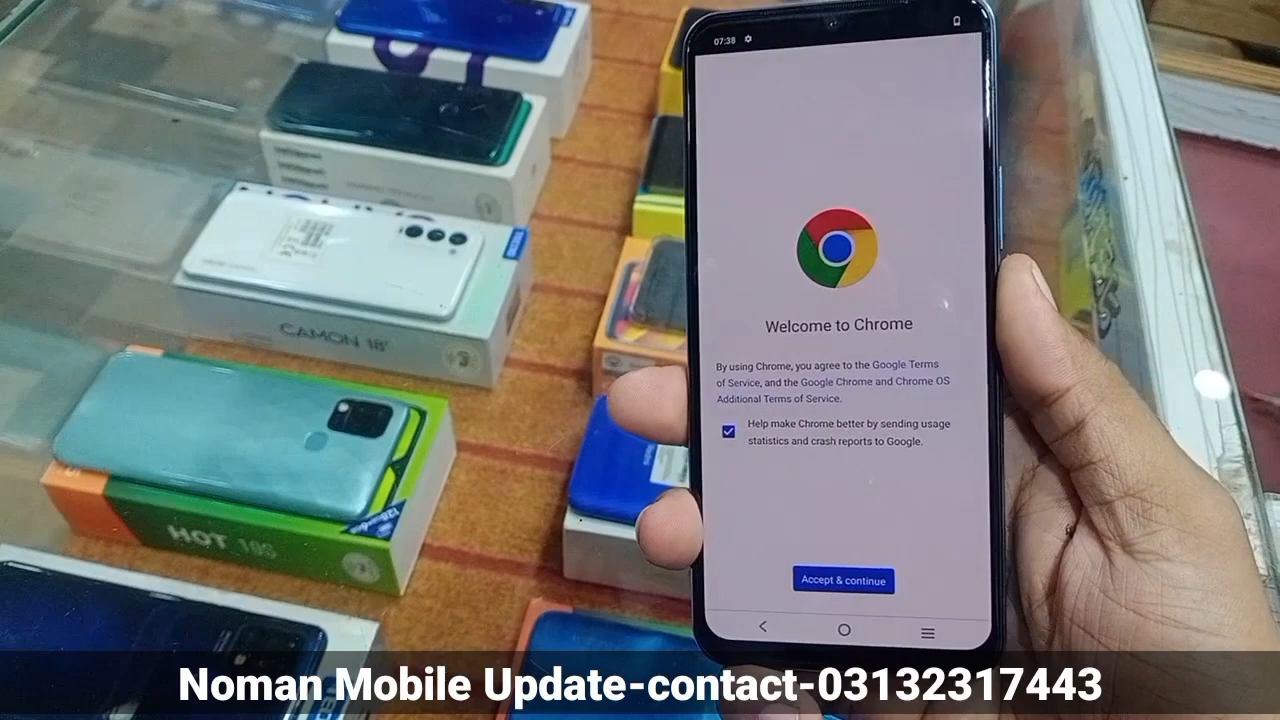 07:38
Welcome to Chrome
By using Chrome, you agree to the Google Terms
of Service, and the Google Chrome and Chrome OS
Additional Terms of Service.
Help make Chrome better by sending usage
statistics and crash reports to Google.
Accept & continue
CAMON 18
HOT 10S
Noman Mobile Update-contact-03132317443